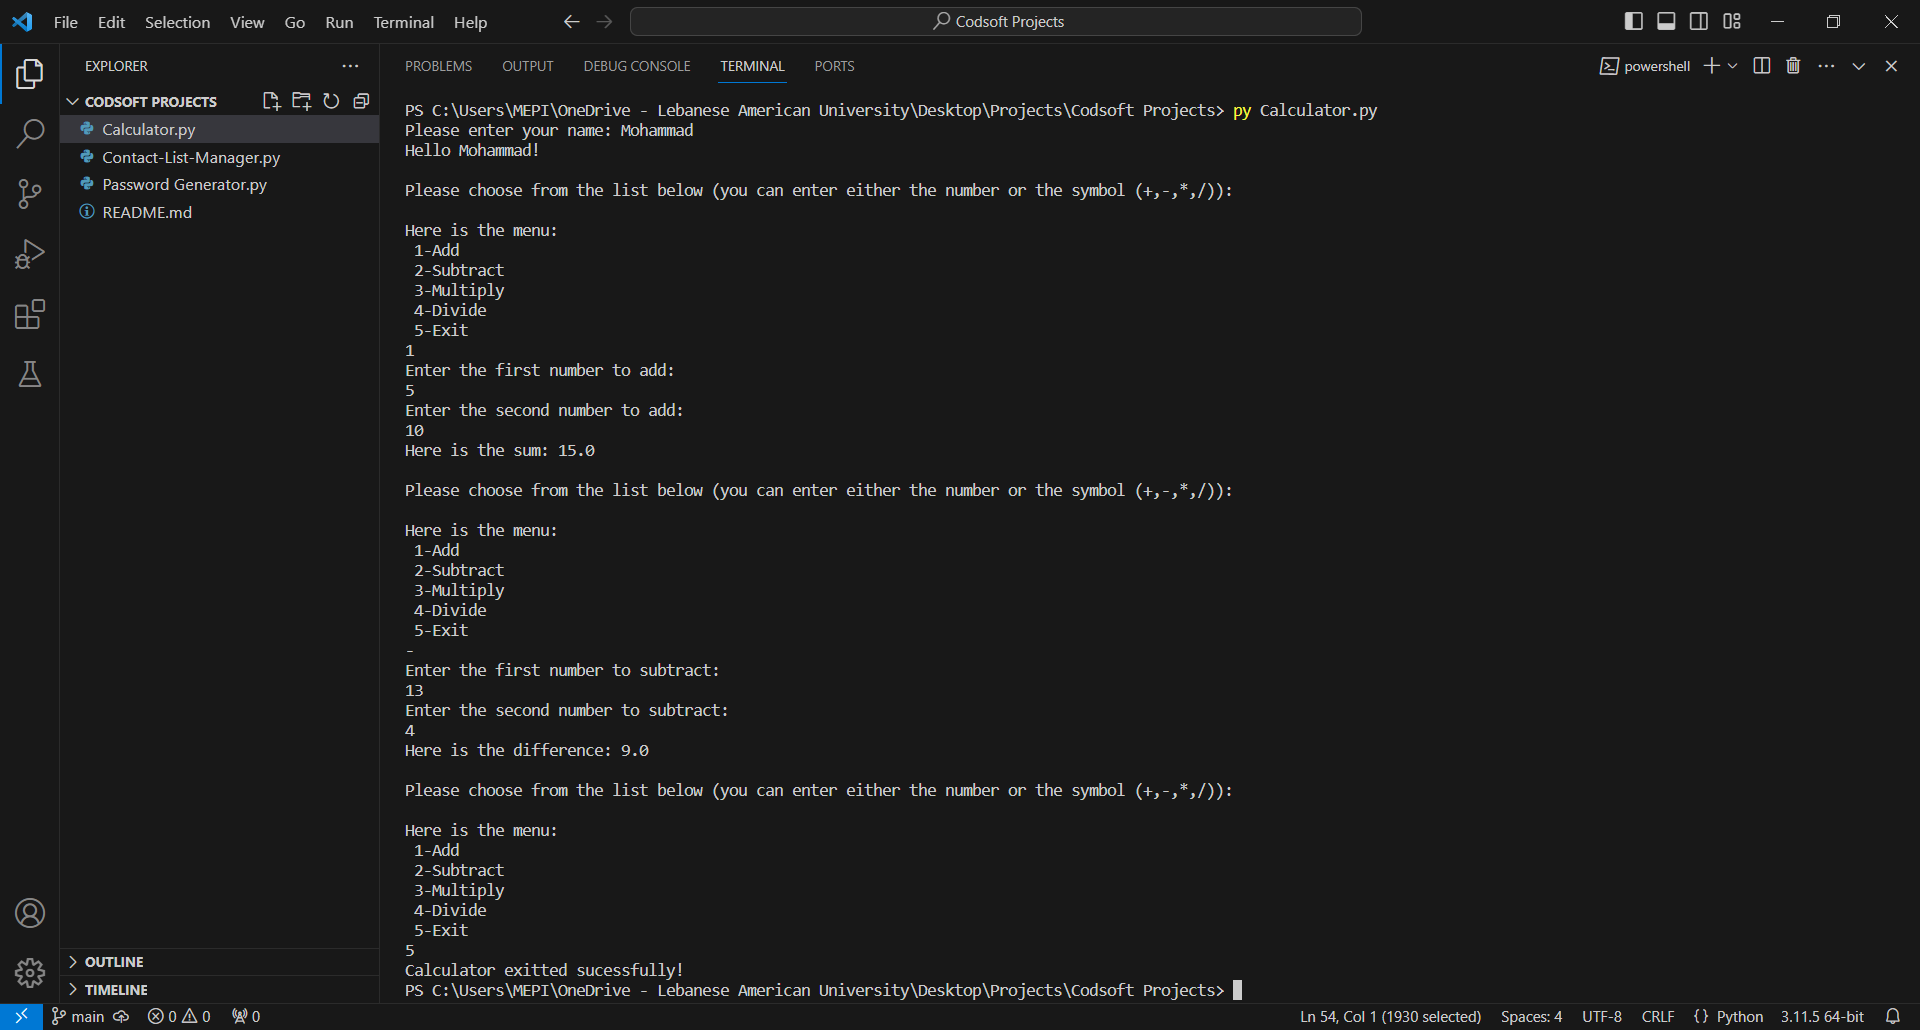 File Edit Selection View Go Run Terminal Help
Codsoft Projects
EXPLORER
CODSOFT PROJECTS
Calculator.py
Contact-List-Manager.py
Password Generator.py
README.md
OUTLINE
TIMELINE
PROBLEMS OUTPUT DEBUG CONSOLE TERMINAL PORTS
powershell
PS C:\Users\MEPI\OneDrive - Lebanese American University\Desktop\Projects\Codsoft Projects> py Calculator.py
Please enter your name: Mohammad
Hello Mohammad!
Please choose from the list below (you can enter either the number or the symbol (+,-,*,/)):
Here is the menu:
1-Add
2-Subtract
3-Multiply
4-Divide
5-Exit
1
Enter the first number to add:
5
Enter the second number to add:
10
Here is the sum: 15.0
Please choose from the list below (you can enter either the number or the symbol (+,-,*,/)):
Here is the menu:
1-Add
2-Subtract
3-Multiply
4-Divide
5-Exit
-
Enter the first number to subtract:
13
Enter the second number to subtract:
4
Here is the difference: 9.0
Please choose from the list below (you can enter either the number or the symbol (+,-,*,/)):
Here is the menu:
1-Add
2-Subtract
3-Multiply
4-Divide
5-Exit
5
Calculator exitted sucessfully!
PS C:\Users\MEPI\OneDrive - Lebanese American University\Desktop\Projects\Codsoft Projects>
main 0 0 0 Ln 54, Col 1 (1930 selected) Spaces: 4 UTF-8 CRLF {} Python 3.11.5 64-bit